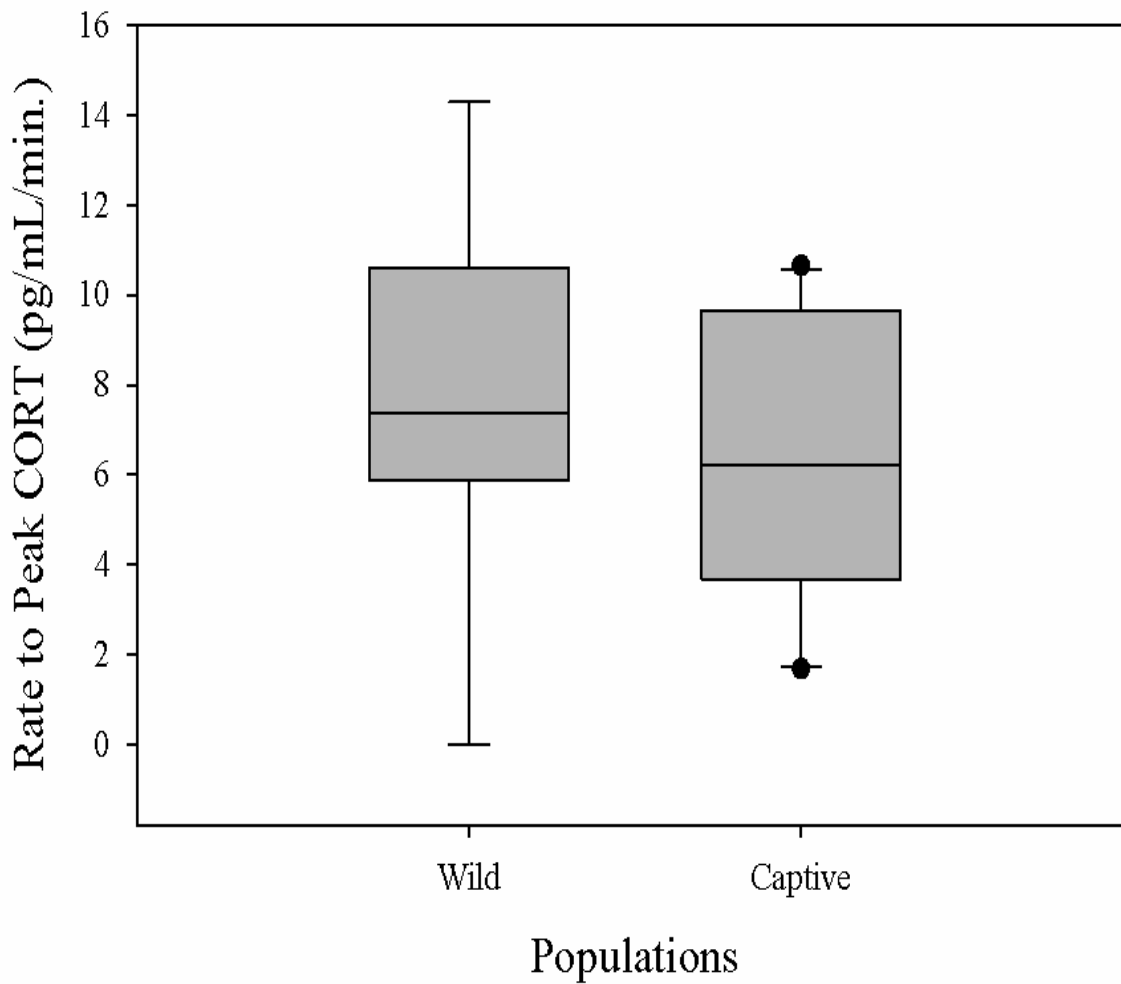 Rate to Peak CORT (pg/mL/min.)
16
14
12
10
8
6
4
2
0
Wild
Captive
Populations